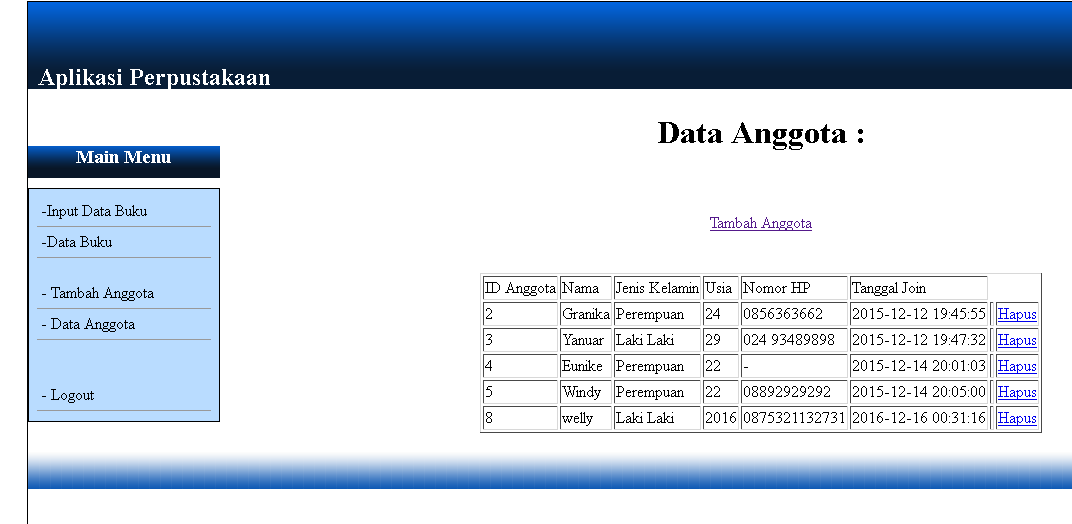 Aplikasi Perpustakaan
Main Menu
-Input Data Buku
-Data Buku
- Tambah Anggota
- Data Anggota
- Logout
Data Anggota :
Tambah Anggota
ID Anggota Nama Jenis Kelamin Usia Nomor HP Tanggal Join
2 Granika Perempuan 24 0856363662 2015-12-12 19:45:55 Hapus
3 Yanuar Laki Laki 29 024 93489898 2015-12-12 19:47:32 Hapus
4 Eunike Perempuan 22 - 2015-12-14 20:01:03 Hapus
5 Windy Perempuan 22 08892929292 2015-12-14 20:05:00 Hapus
8 welly Laki Laki 2016 0875321132731 2016-12-16 00:31:16 Hapus